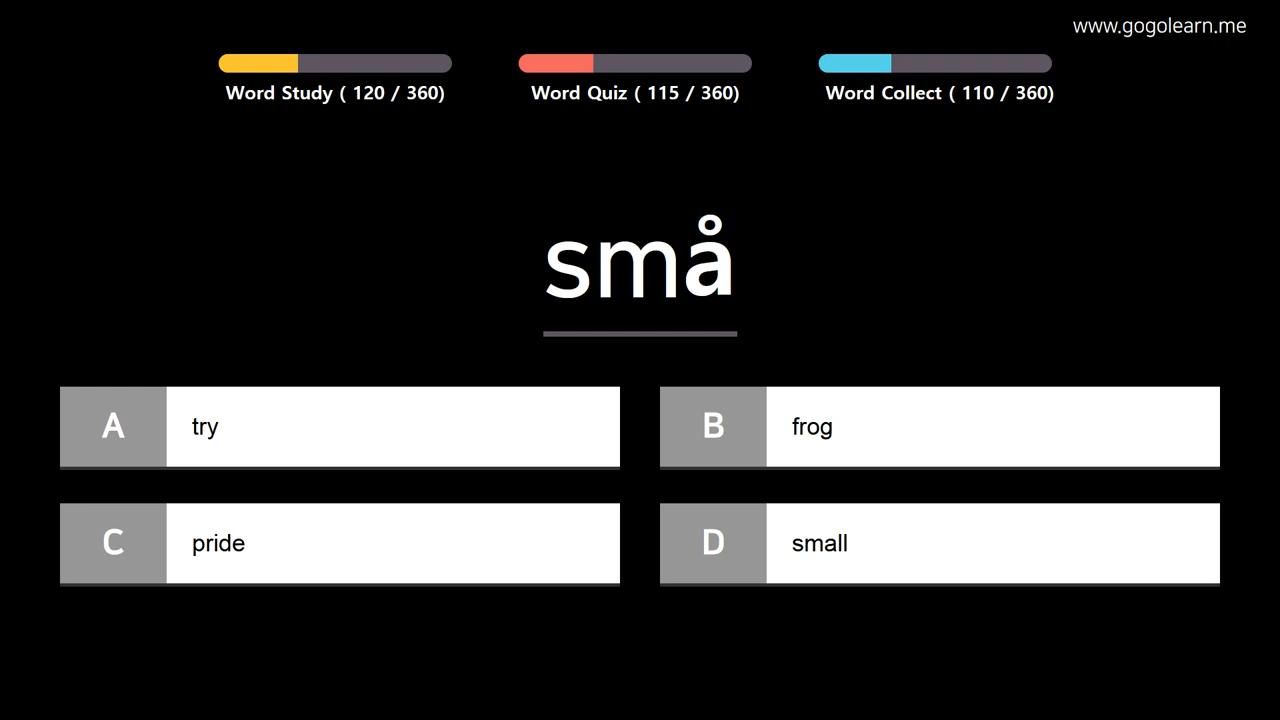 www.gogolearn.me
Word Study ( 120 / 360)
Word Quiz ( 115 / 360)
Word Collect ( 110 / 360)
små
A try
B frog
C pride
D small